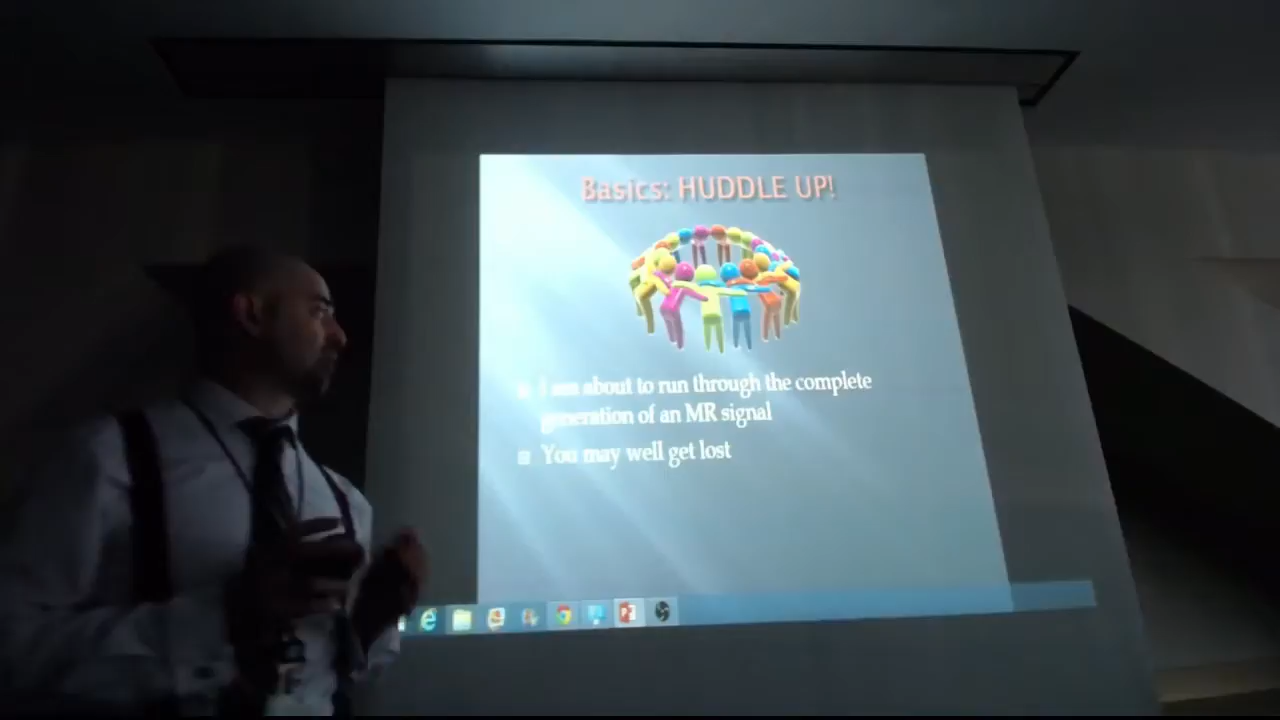 Basics: HUDDLE UP!
I am about to run through the complete
generation of an MR signal
You may well get lost